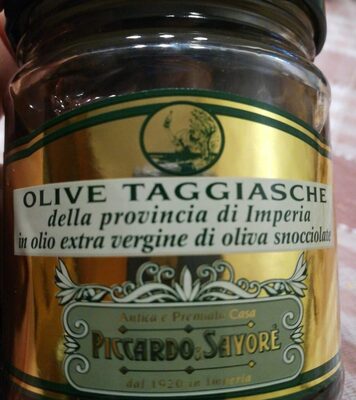 OLIVE TAGGIASCHE
della provincia di Imperia
in olio extra vergine di oliva snocciolate
Antica e Premiata Casa
PICCARDO & SAVORÉ
dal 1920 in Imperia